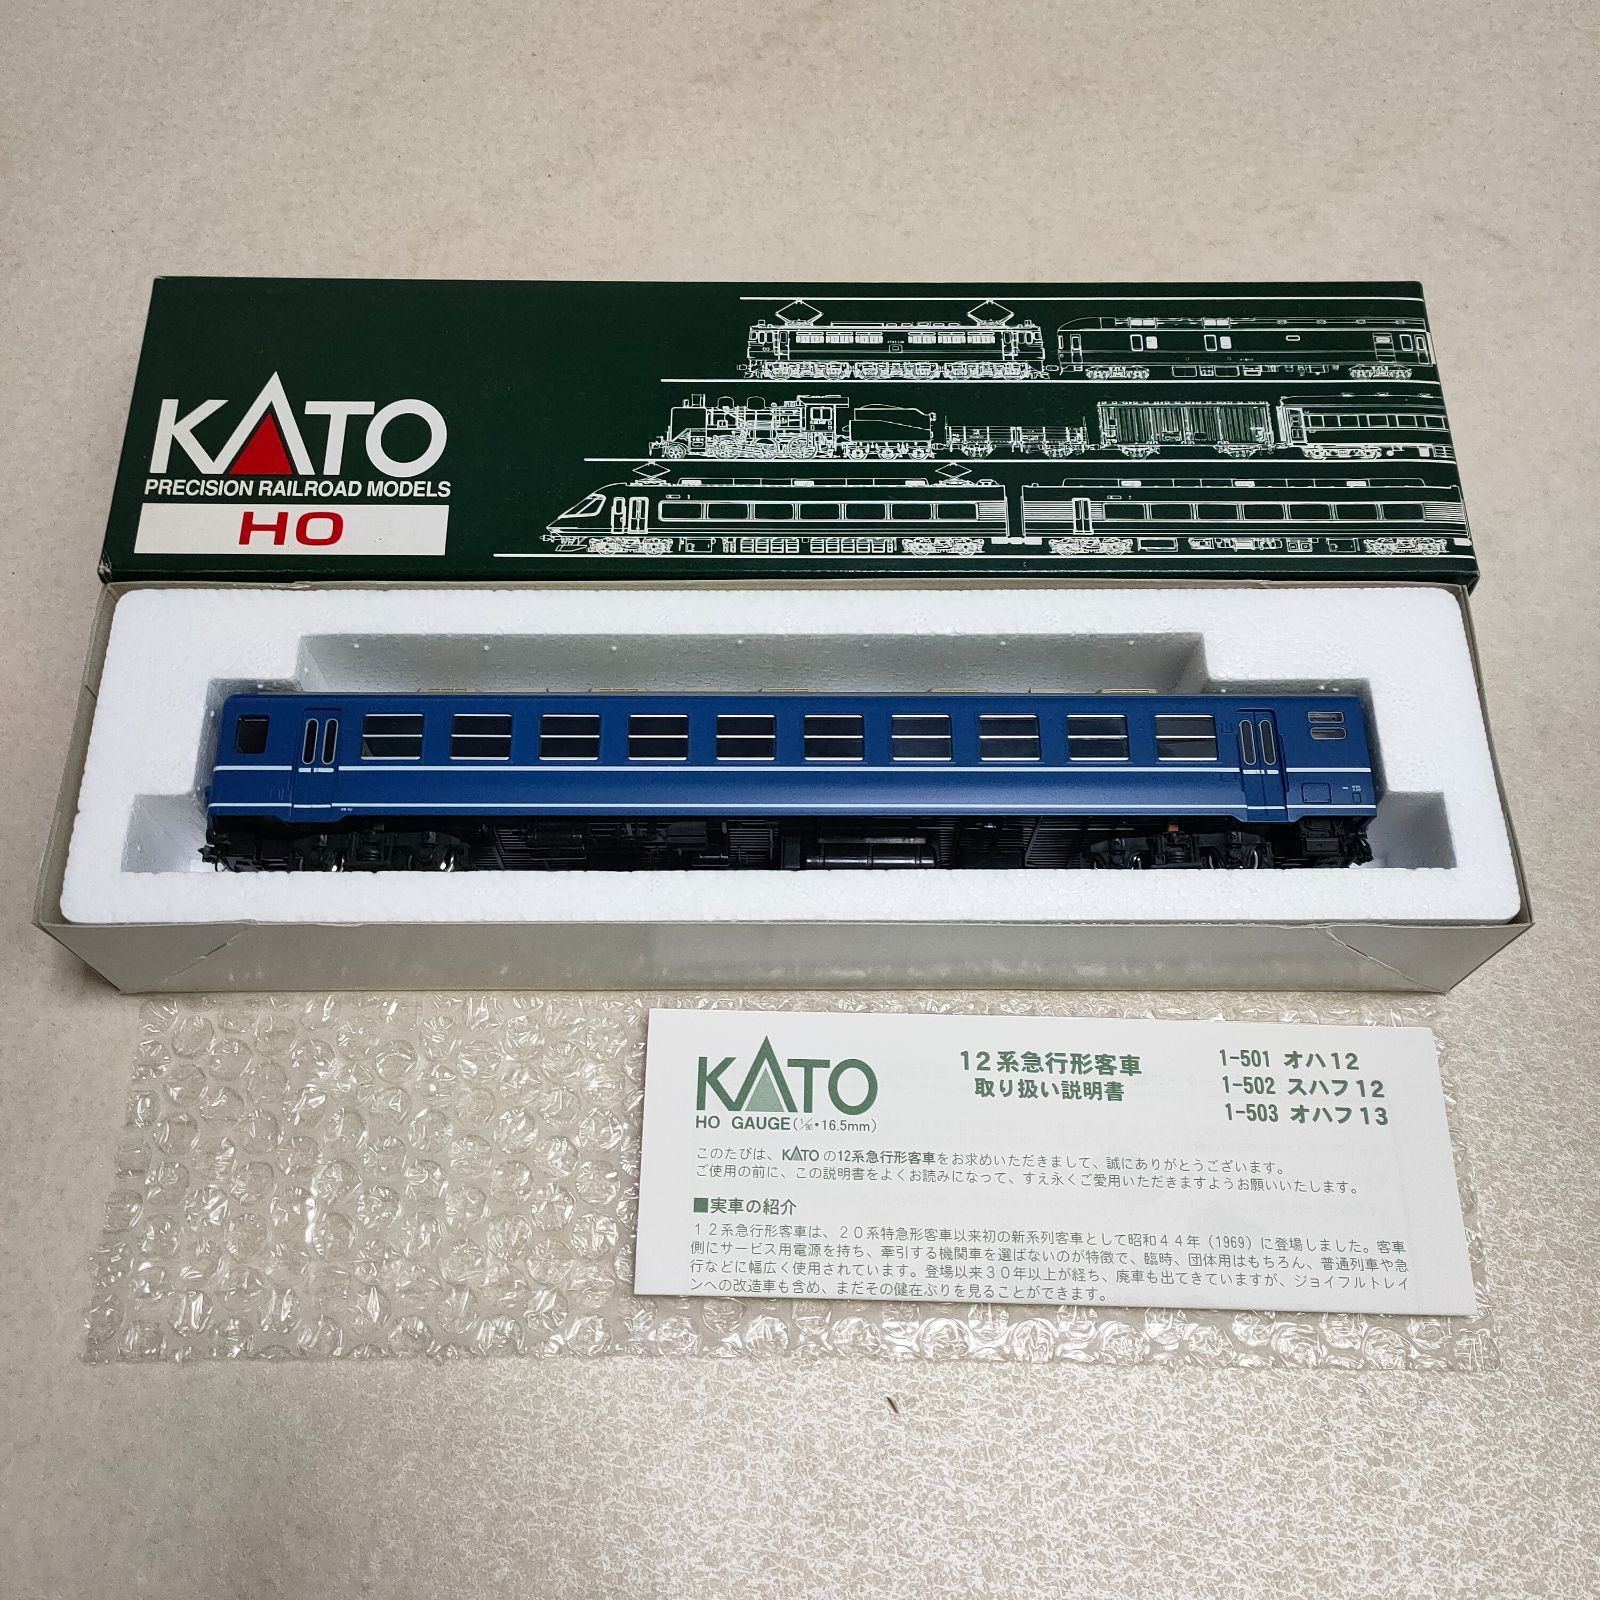 KATO
PRECISION RAILROAD MODELS
HO
KATO
HO GAUGE(1/80・16.5mm)
12系急行形客車
取り扱い説明書
1-501 オハ12
1-502 スハフ12
1-503 オハフ13
このたびは、KATOの12系急行形客車をお求めいただきまして、誠にありがとうございます。
ご使用の前に、この説明書をよくお読みになって、すえ永くご愛用いただきますようお願いいたします。
■実車の紹介
12系急行形客車は、20系特急形客車以来初の新系列客車として昭和44年(1969)に登場しました。客車
側にサービス用電源を持ち、牽引する機関車を選ばないのが特徴で、臨時、団体用はもちろん、普通列車や急
行などに幅広く使用されています。登場以来30年以上が経ち、廃車も出てきていますが、ジョイフルトレイ
ンへの改造車も含め、まだその健在ぶりを見ることができます。